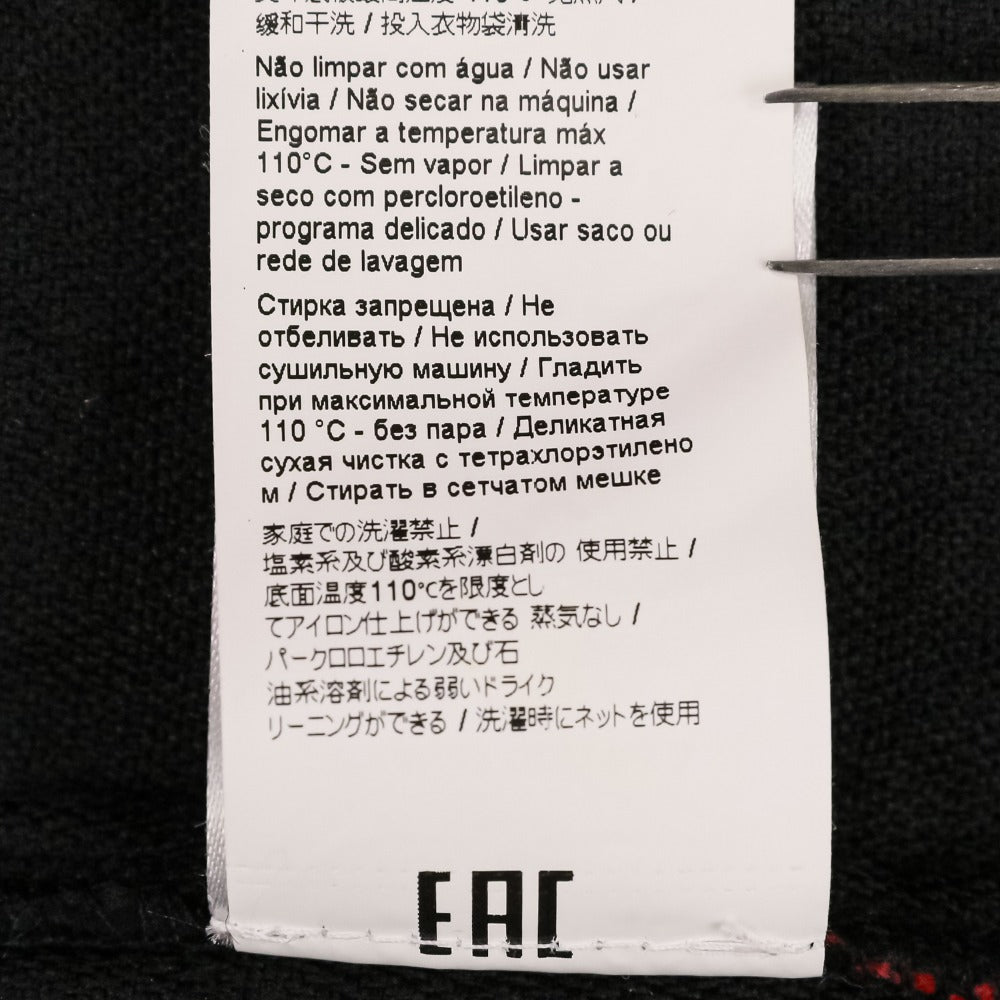 缓和干洗 / 投入衣物袋清洗
Não limpar com água / Não usar
lixívia / Não secar na máquina /
Engomar a temperatura máx
110°C - Sem vapor / Limpar a
seco com percloroetileno -
programa delicado / Usar saco ou
rede de lavagem
Стирка запрещена / Не
отбеливать / Не использовать
сушильную машину / Гладить
при максимальной температуре
110 °C - без пара / Деликатная
сухая чистка с тетрахлорэтилено
м / Стирать в сетчатом мешке
家庭での洗濯禁止 /
塩素系及び酸素系漂白剤の 使用禁止 /
底面温度110℃を限度とし
てアイロン仕上げができる 蒸気なし /
パークロロエチレン及び石
油系溶剤による弱いドライク
リーニングができる / 洗濯時にネットを使用
EAC